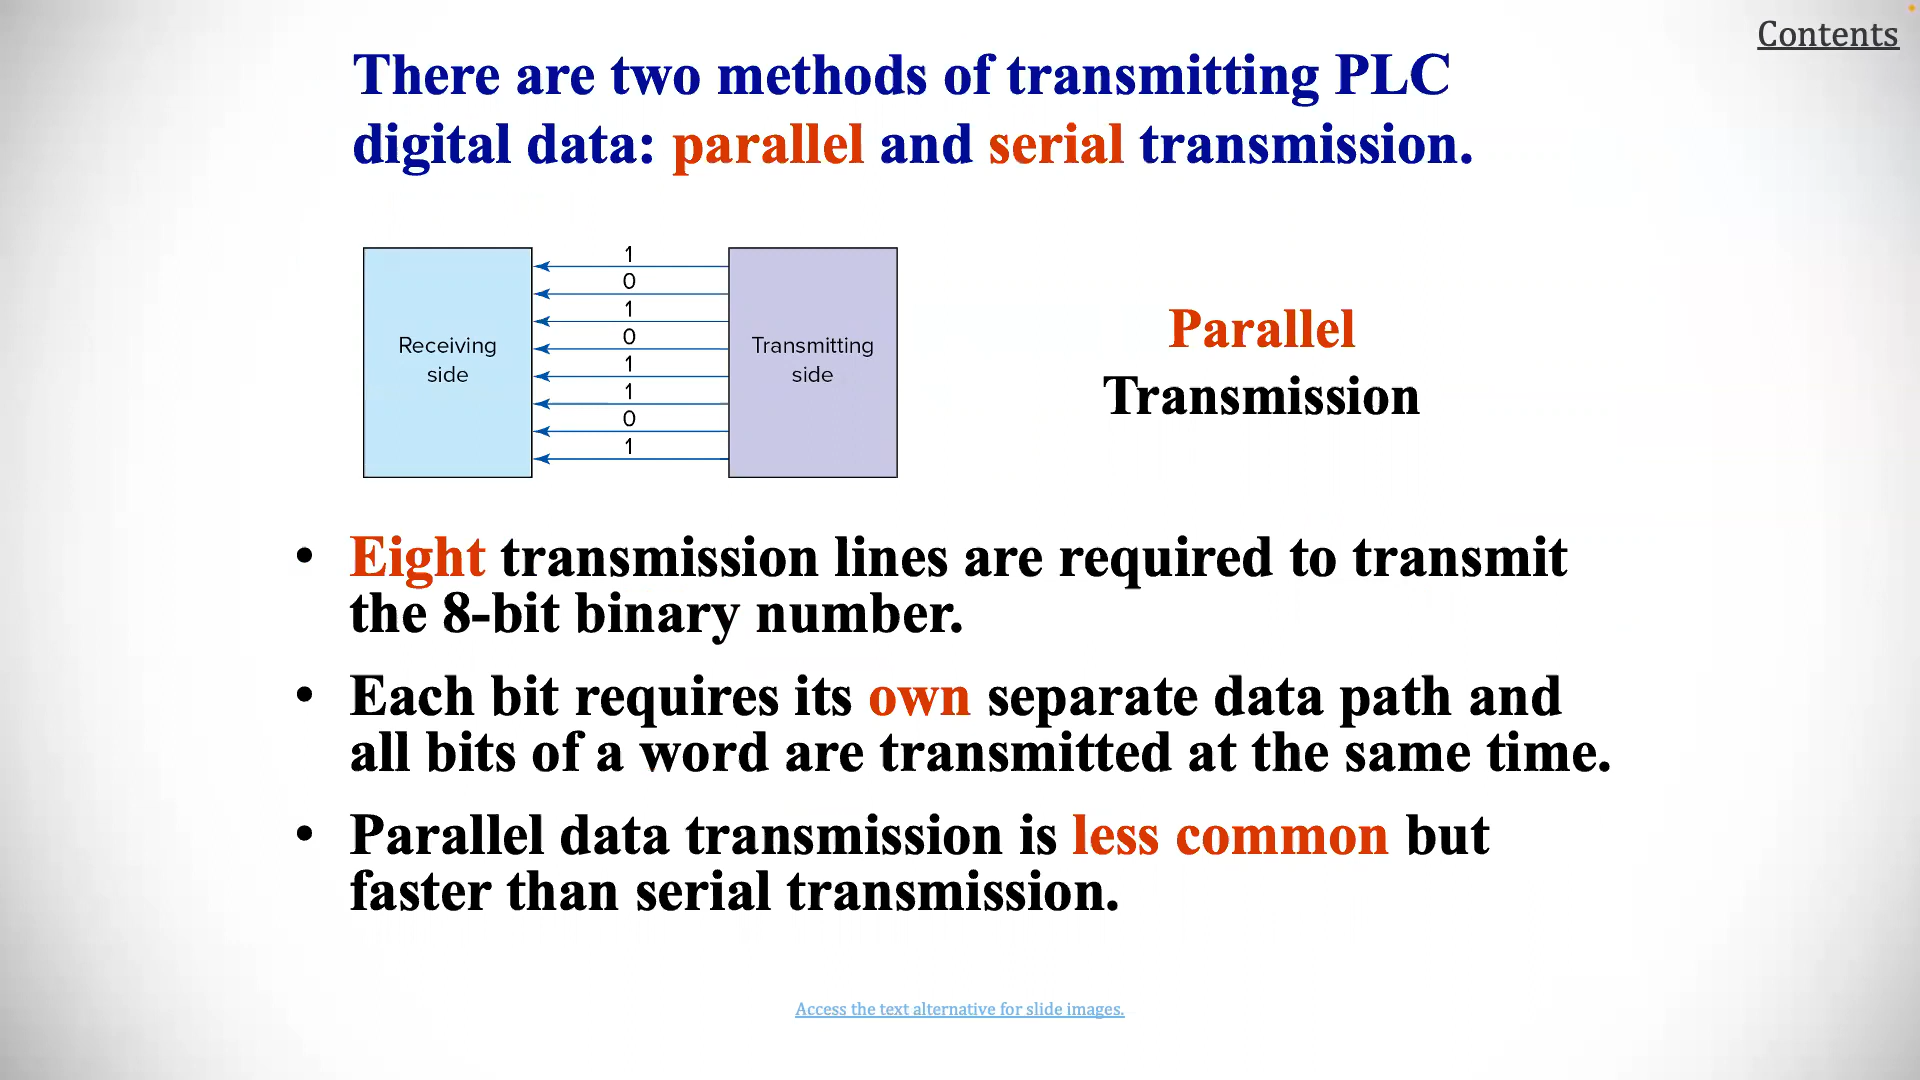 Contents
There are two methods of transmitting PLC
digital data: parallel and serial transmission.
1
0
1
0
1
1
0
1
Receiving
side
Transmitting
side
Parallel
Transmission
• Eight transmission lines are required to transmit
the 8-bit binary number.
• Each bit requires its own separate data path and
all bits of a word are transmitted at the same time.
• Parallel data transmission is less common but
faster than serial transmission.
Access the text alternative for slide images.